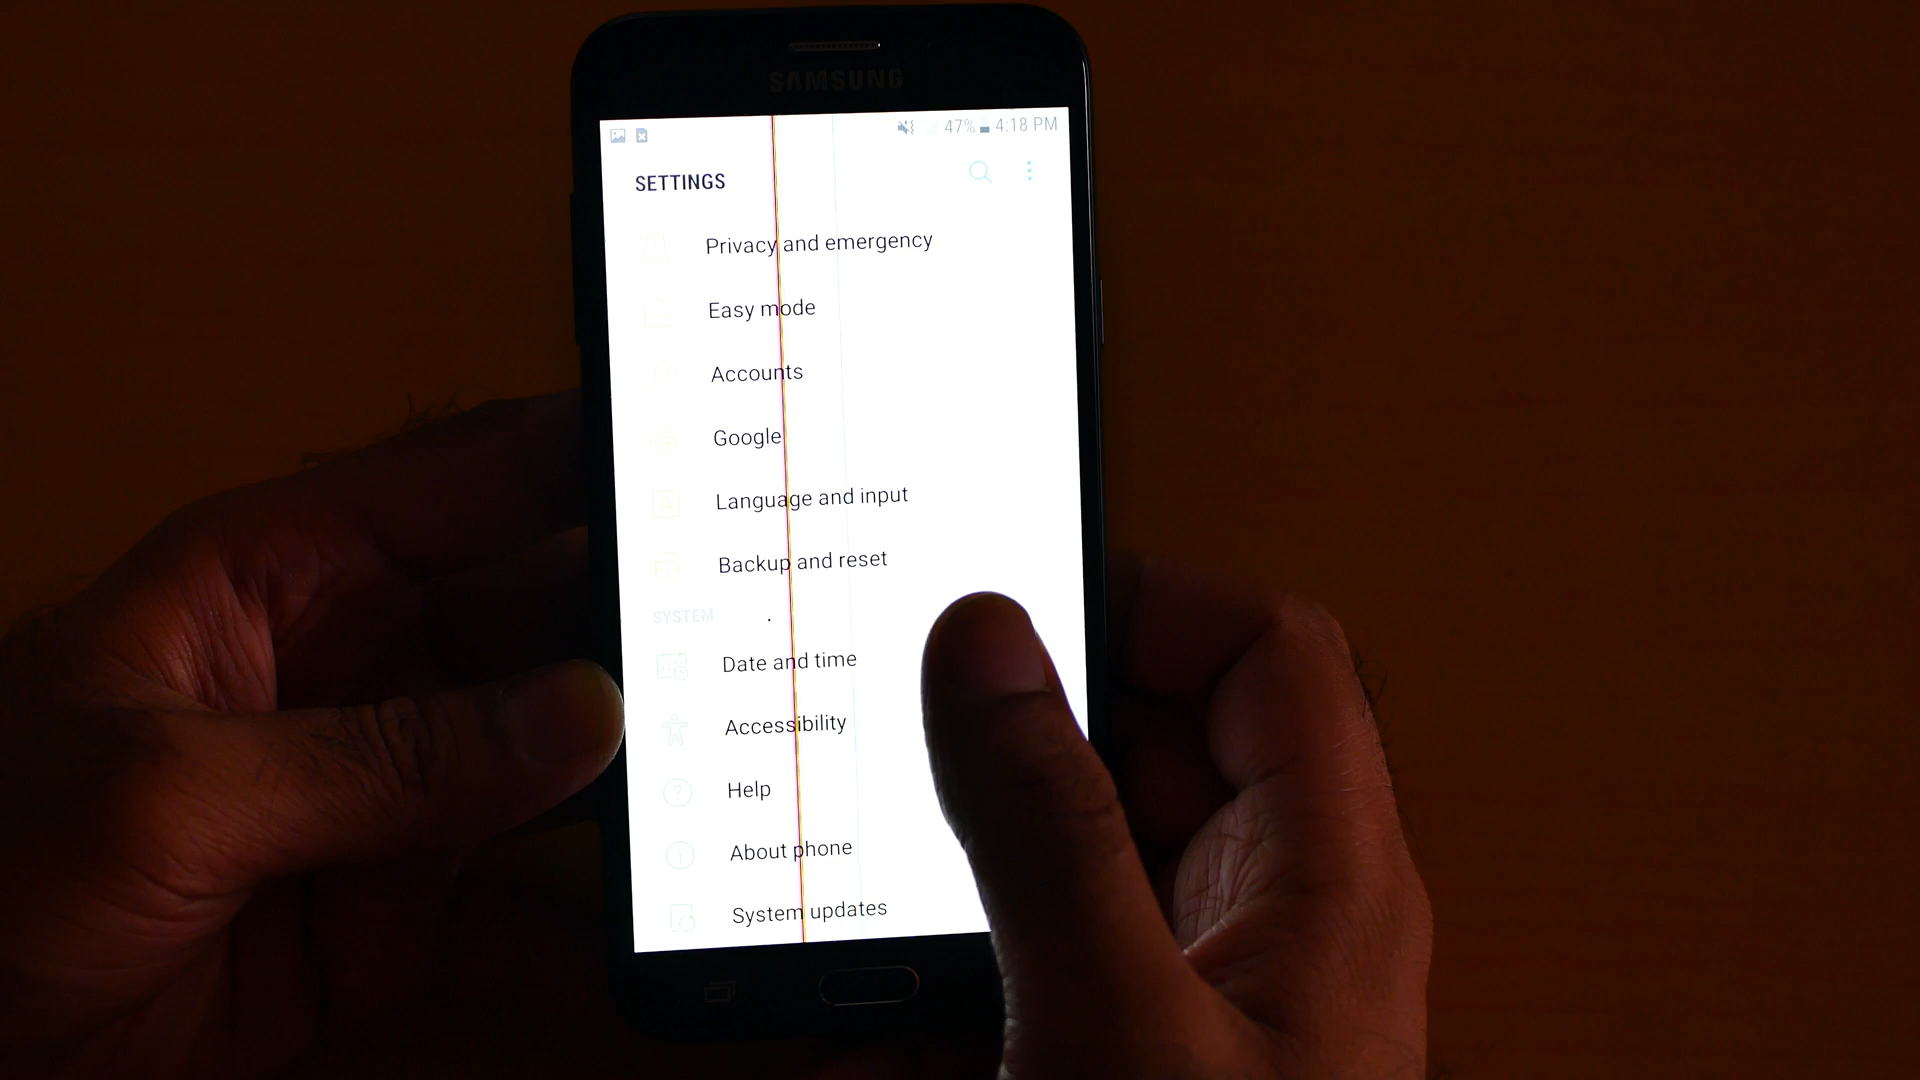 SAMSUNG
47% 4:18 PM
SETTINGS
Privacy and emergency
Easy mode
Accounts
Google
Language and input
Backup and reset
SYSTEM
Date and time
Accessibility
Help
About phone
System updates